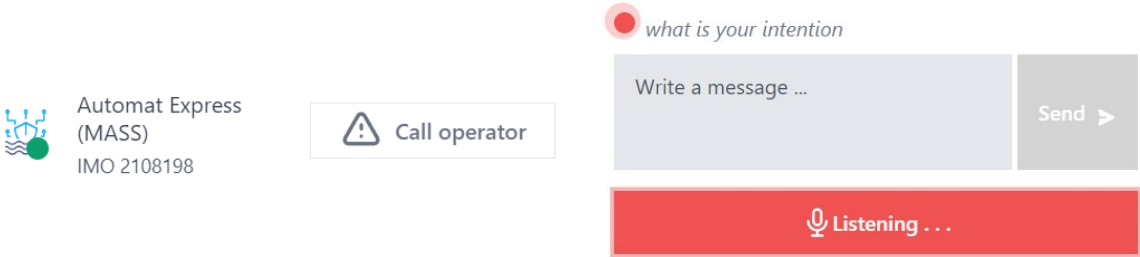 Automat Express
(MASS)
IMO 2108198
Call operator
what is your intention
Write a message ...
Send
Listening . . .